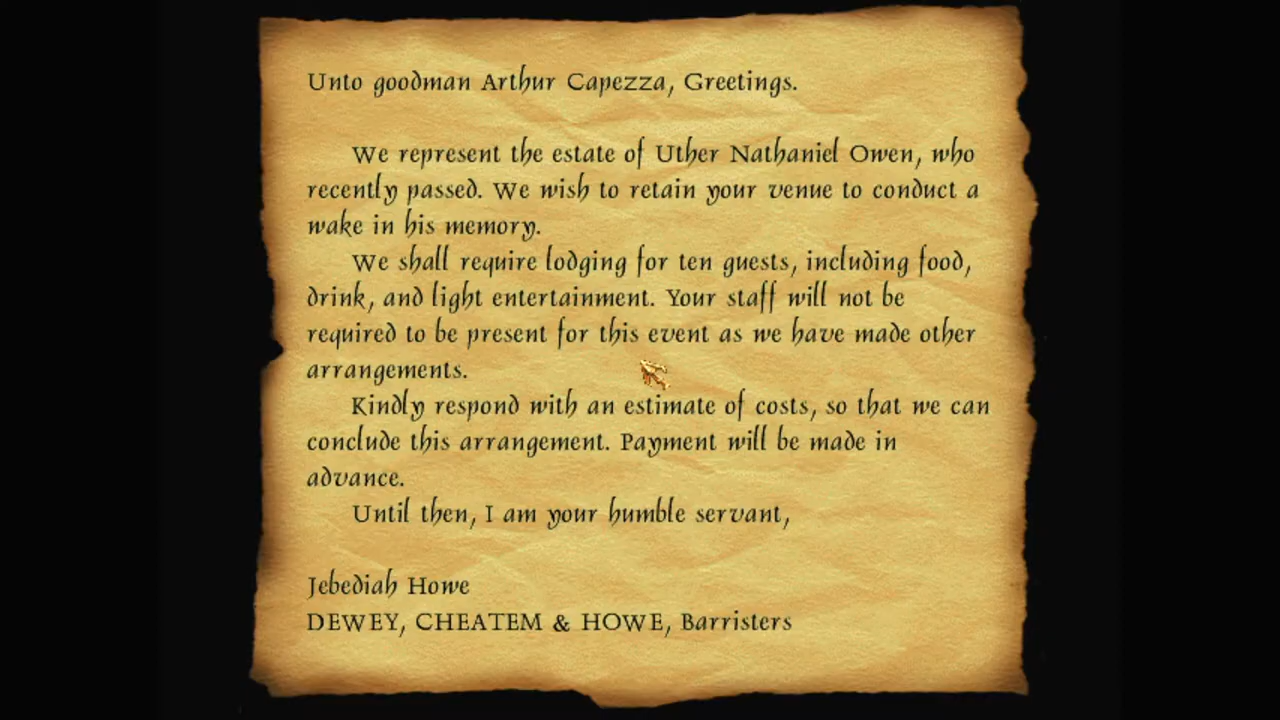 Unto goodman Arthur Capezza, Greetings.
We represent the estate of Uther Nathaniel Owen, who
recently passed. We wish to retain your venue to conduct a
wake in his memory.
We shall require lodging for ten guests, including food,
drink, and light entertainment. Your staff will not be
required to be present for this event as we have made other
arrangements.
Kindly respond with an estimate of costs, so that we can
conclude this arrangement. Payment will be made in
advance.
Until then, I am your humble servant,
Jebediah Howe
DEWEY, CHEATEM & HOWE, Barristers